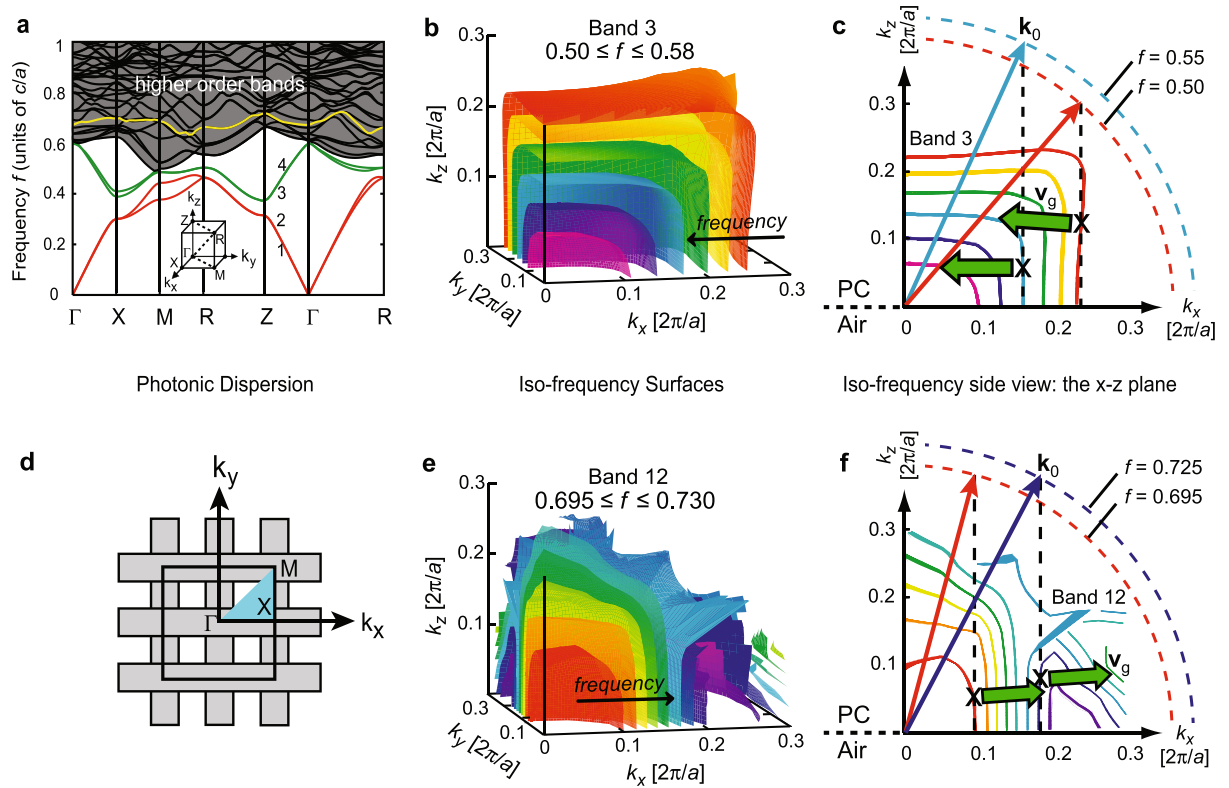 a
Frequency f (units of c/a)
1
0.8
0.6
0.4
0.2
0
higher order bands
4
3
2
1
k_z
Z
R
Γ
k_y
X
M
k_x
Γ X M R Z Γ R
Photonic Dispersion
b
Band 3
0.50 ≤ f ≤ 0.58
k_z [2π/a]
0.3
0.2
0.1
frequency
k_y [2π/a]
0.3
0.1
0 0.1 0.2 0.3
k_x [2π/a]
Iso-frequency Surfaces
c
k_z
[2π/a]
k_0
f = 0.55
f = 0.50
0.3
Band 3
0.2
v_g
X
0.1
X
PC
Air
0 0.1 0.2 0.3
k_x
[2π/a]
Iso-frequency side view: the x-z plane
d
k_y
M
X
Γ
k_x
e
Band 12
0.695 ≤ f ≤ 0.730
k_z [2π/a]
0.3
0.2
0.1
frequency
k_y [2π/a]
0.3
0.1
0 0.1 0.2 0.3
k_x [2π/a]
f
k_z
[2π/a]
k_0
f = 0.725
f = 0.695
0.3
0.2
Band 12
v_g
0.1
X
X
PC
Air
0 0.1 0.2 0.3
k_x
[2π/a]